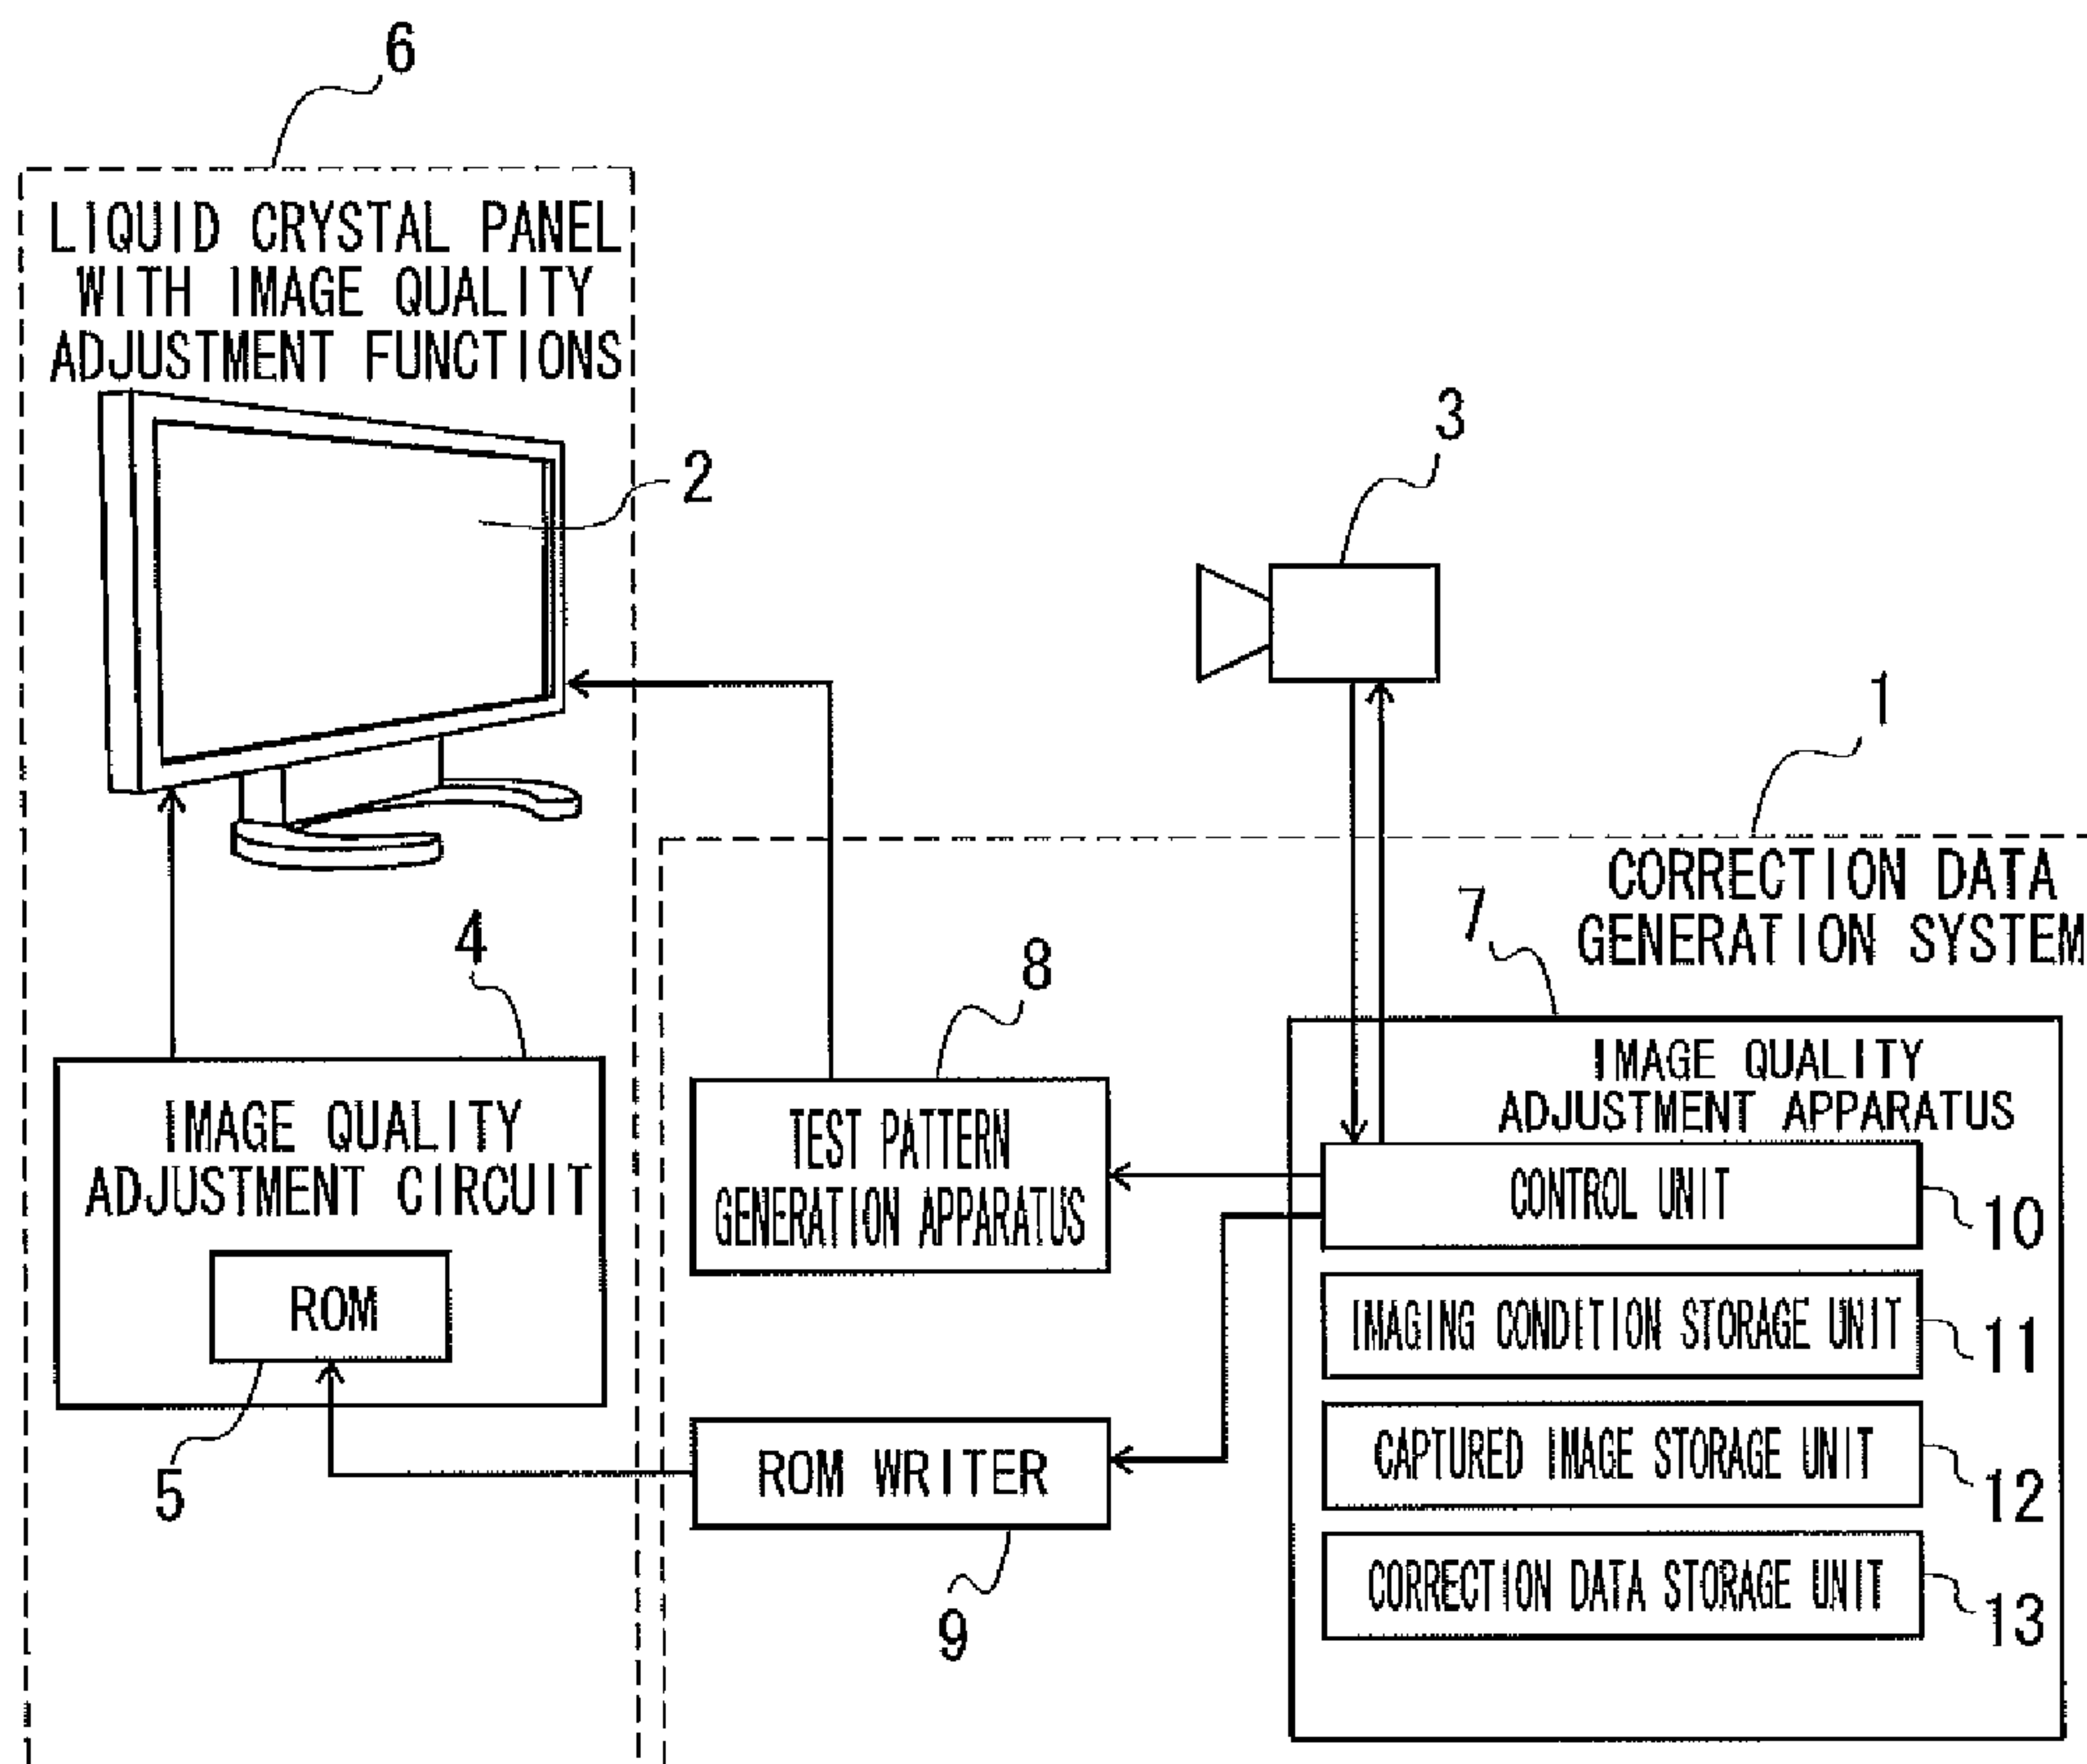 6
LIQUID CRYSTAL PANEL
WITH IMAGE QUALITY
ADJUSTMENT FUNCTIONS
2
3
1
CORRECTION DATA
GENERATION SYSTEM
7
4
8
IMAGE QUALITY
ADJUSTMENT APPARATUS
IMAGE QUALITY
ADJUSTMENT CIRCUIT
TEST PATTERN
GENERATION APPARATUS
CONTROL UNIT
10
ROM
IMAGING CONDITION STORAGE UNIT
11
5
ROM WRITER
CAPTURED IMAGE STORAGE UNIT
12
9
CORRECTION DATA STORAGE UNIT
13